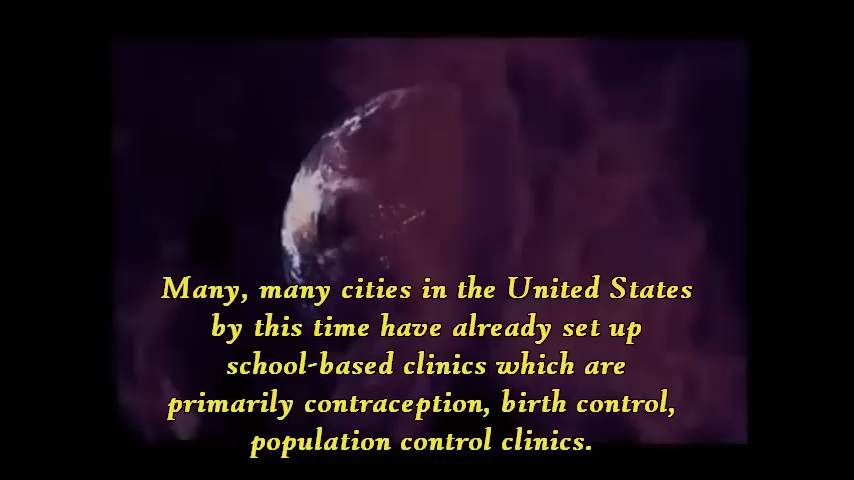 Many, many cities in the United States
by this time have already set up
school-based clinics which are
primarily contraception, birth control,
population control clinics.